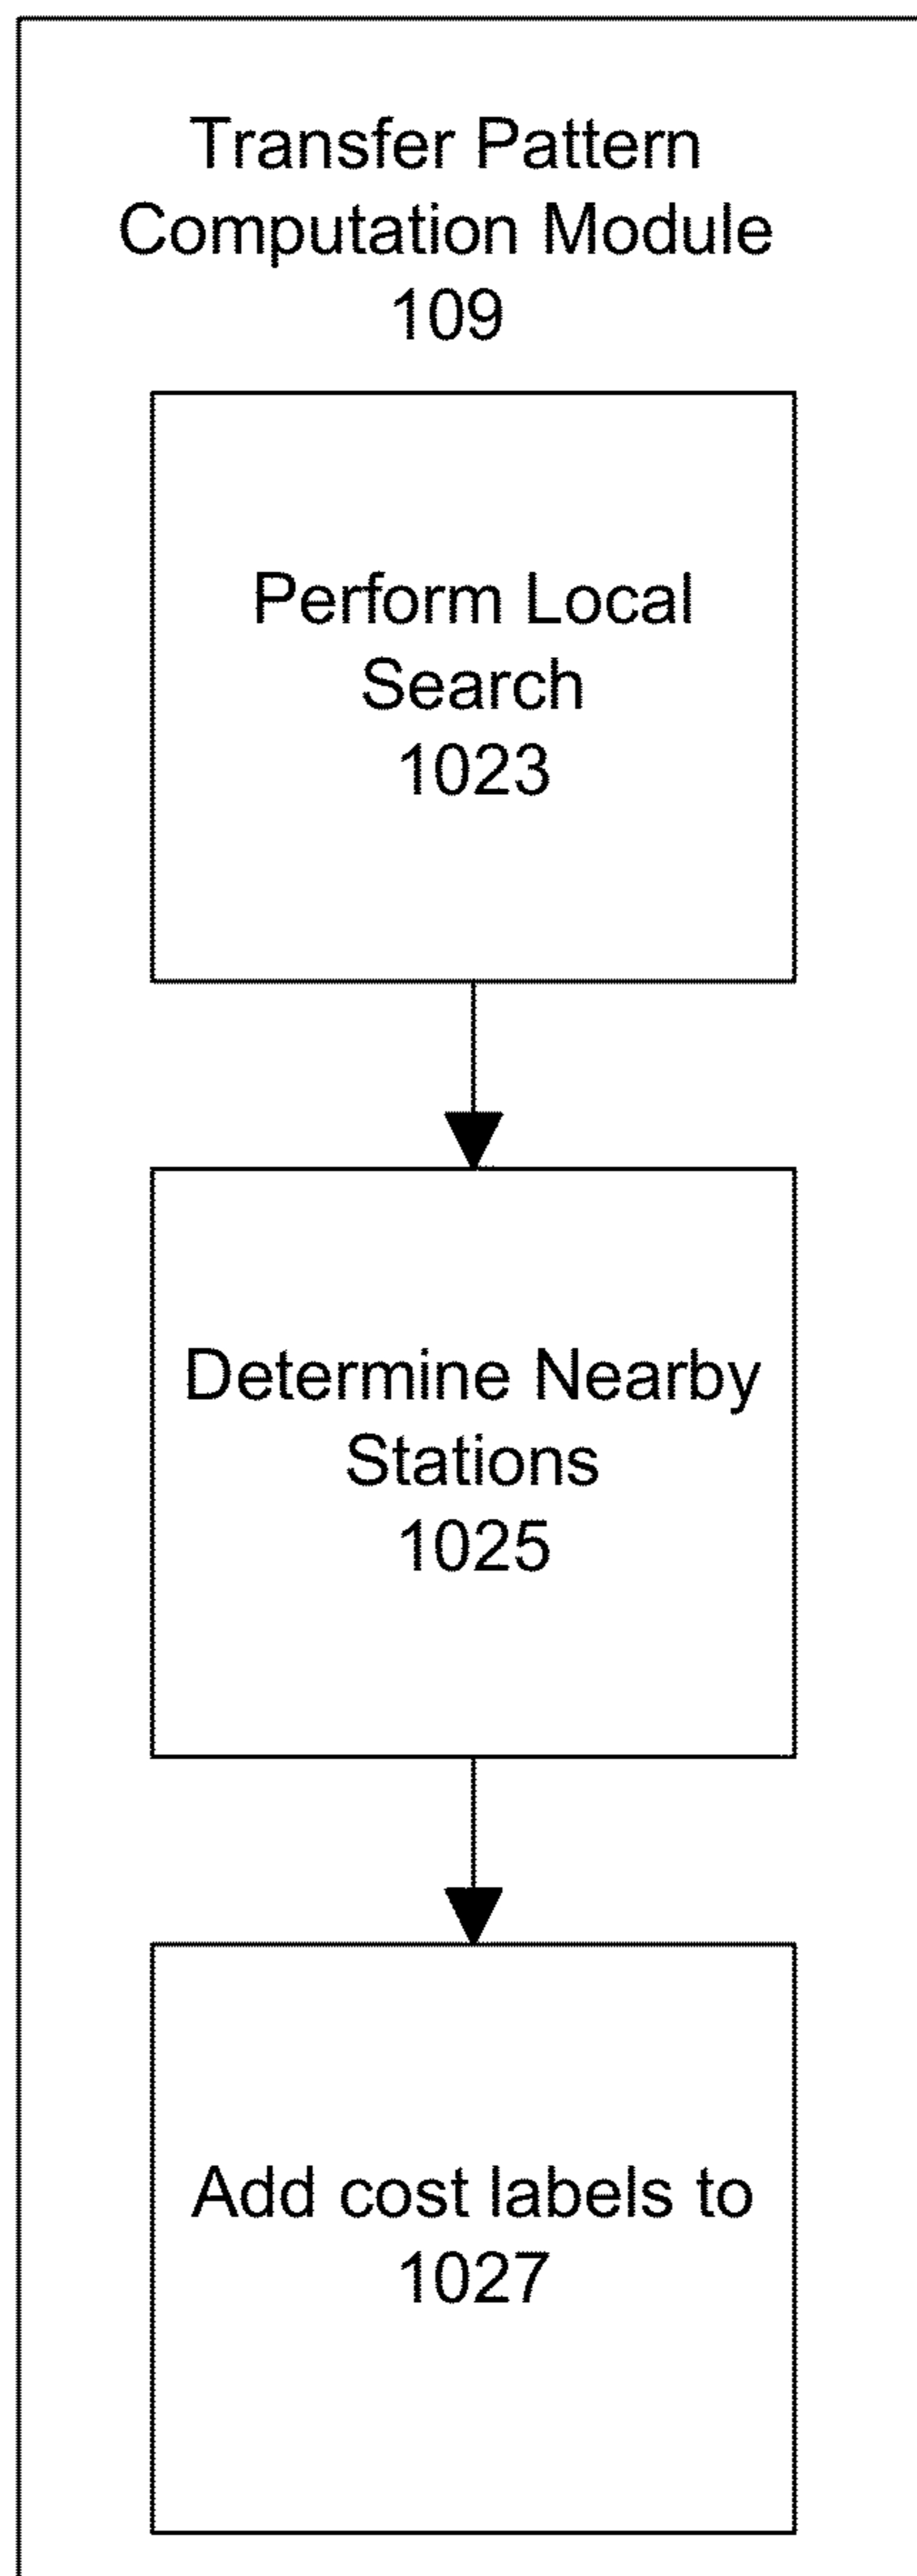 Transfer Pattern
Computation Module
109
Perform Local
Search
1023
Determine Nearby
Stations
1025
Add cost labels to
1027